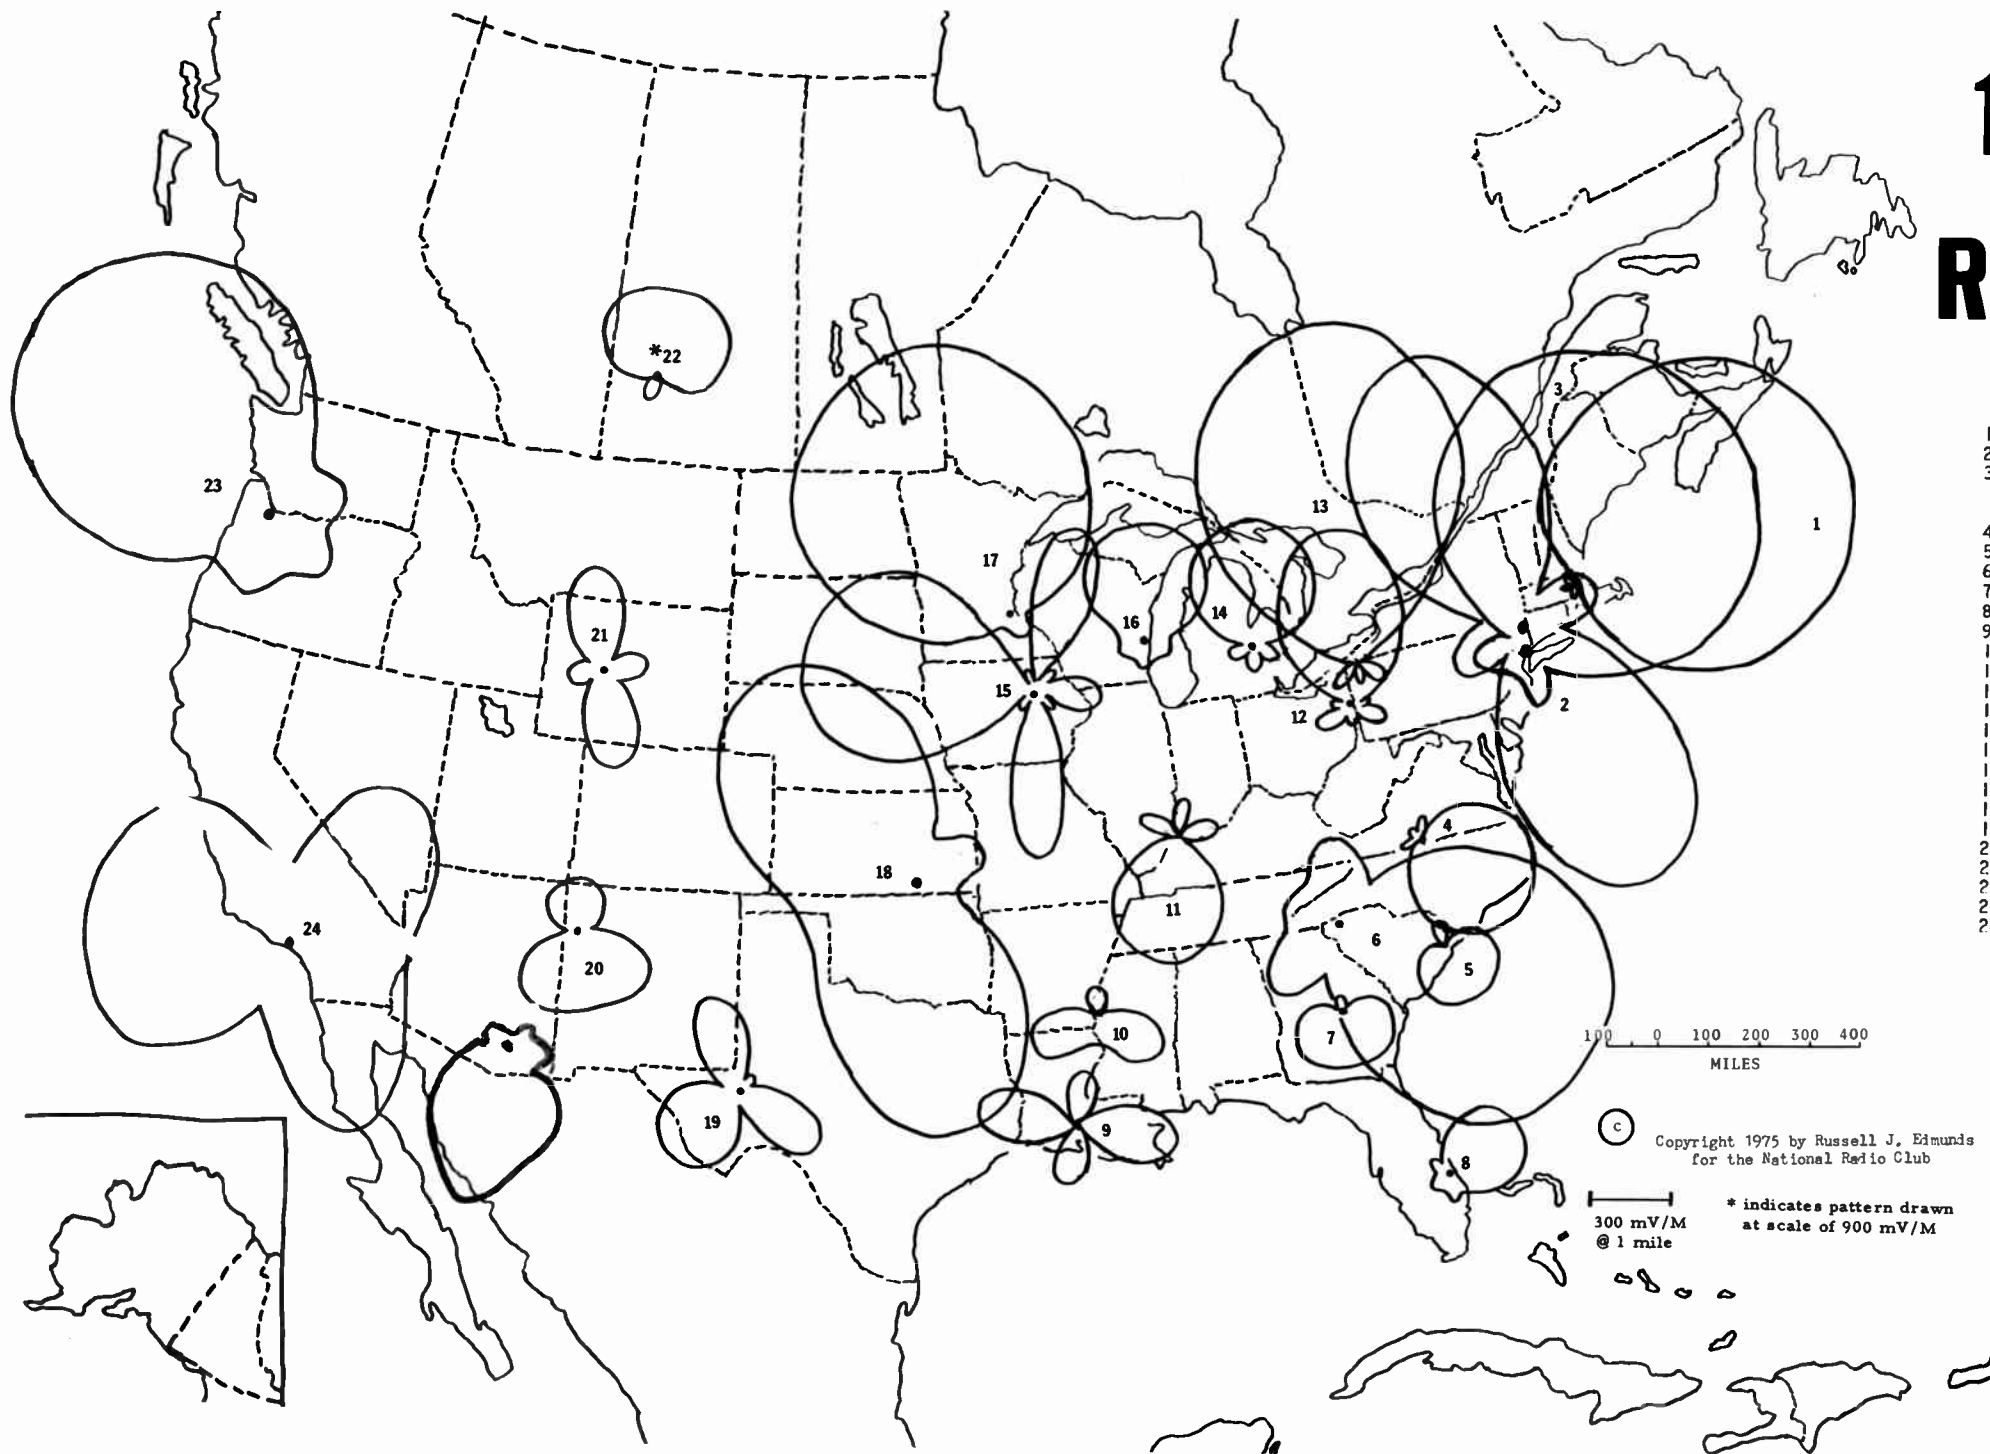 1
R
22
3
23
13
1
17
14
16
21
15
12
2
4
18
11
24
6
5
20
7
10
100 0 100 200 300 400
MILES
19
9
8
C
Copyright 1975 by Russell J. Edmunds
for the National Radio Club
*
300 mV/M
@ 1 mile
* indicates pattern drawn
at scale of 900 mV/M